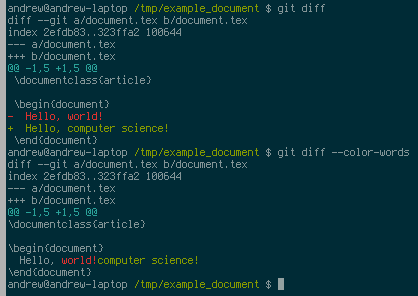 andrew@andrew-laptop /tmp/example_document $ git diff
diff --git a/document.tex b/document.tex
index 2efdb83..323ffa2 100644
--- a/document.tex
+++ b/document.tex
@@ -1,5 +1,5 @@
 \documentclass{article}

 \begin{document}
-  Hello, world!
+  Hello, computer science!
 \end{document}
andrew@andrew-laptop /tmp/example_document $ git diff --color-words
diff --git a/document.tex b/document.tex
index 2efdb83..323ffa2 100644
--- a/document.tex
+++ b/document.tex
@@ -1,5 +1,5 @@
\documentclass{article}

\begin{document}
  Hello, world!computer science!
\end{document}
andrew@andrew-laptop /tmp/example_document $